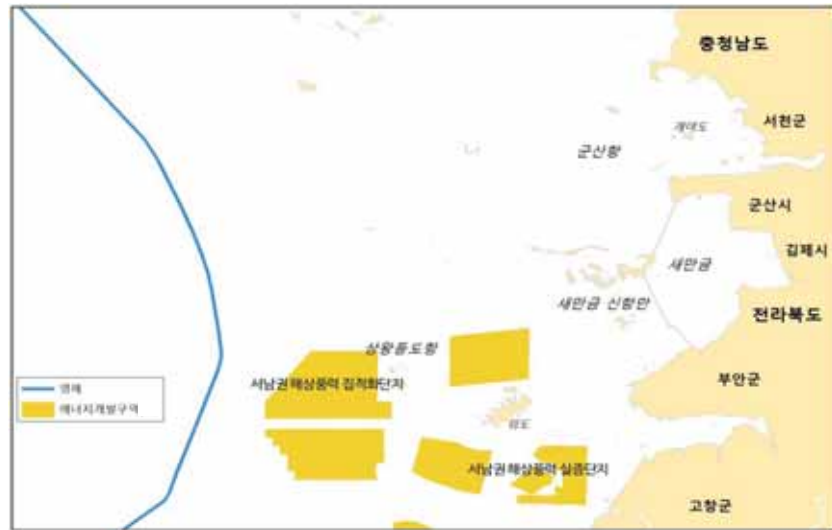 충청남도
서천군
개야도
군산항
군산시
김제시
새만금
새만금 신항만
전라북도
상왕등도항
부안군
서남권 해상풍력 집적화단지
영해
에너지개발구역
위도
서남권 해상풍력 실증단지
고창군